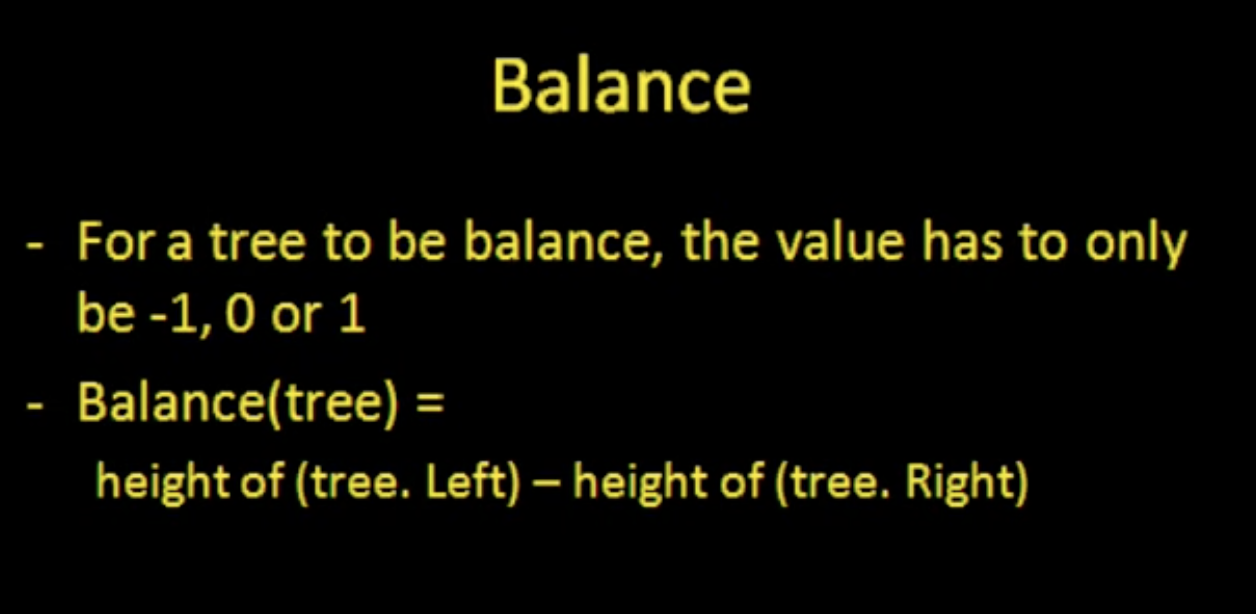 Balance
- For a tree to be balance, the value has to only
be -1, 0 or 1
- Balance(tree) =
height of (tree. Left) – height of (tree. Right)